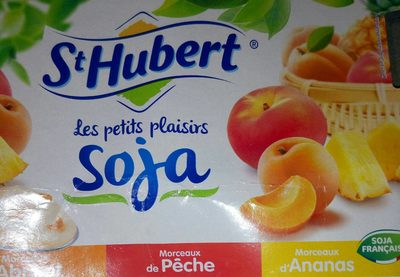 St Hubert ®
Les petits plaisirs
Soja
Morceaux
de Pêche
Morceaux
d'Ananas
SOJA
FRANÇAIS